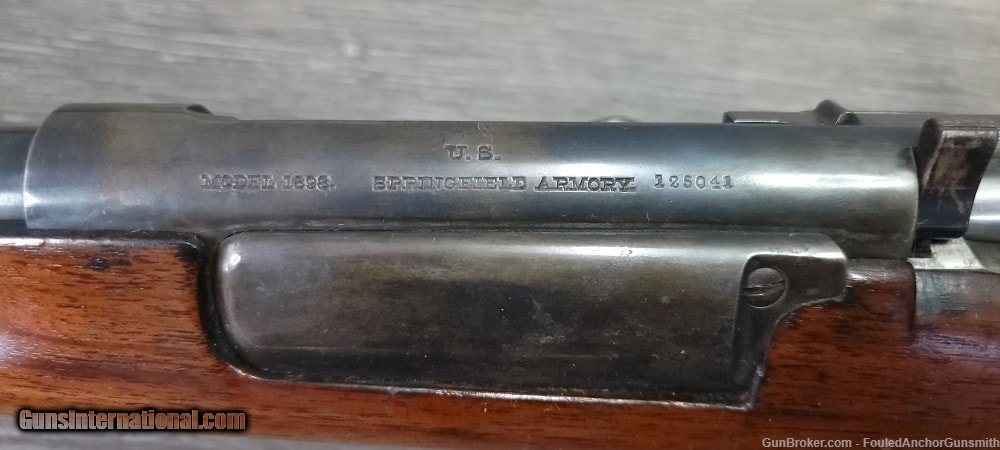 U.S.
MODEL 1898. SPRINGFIELD ARMORY. 125041
GunsInternational.com
GunBroker.com - FouledAnchorGunsmith